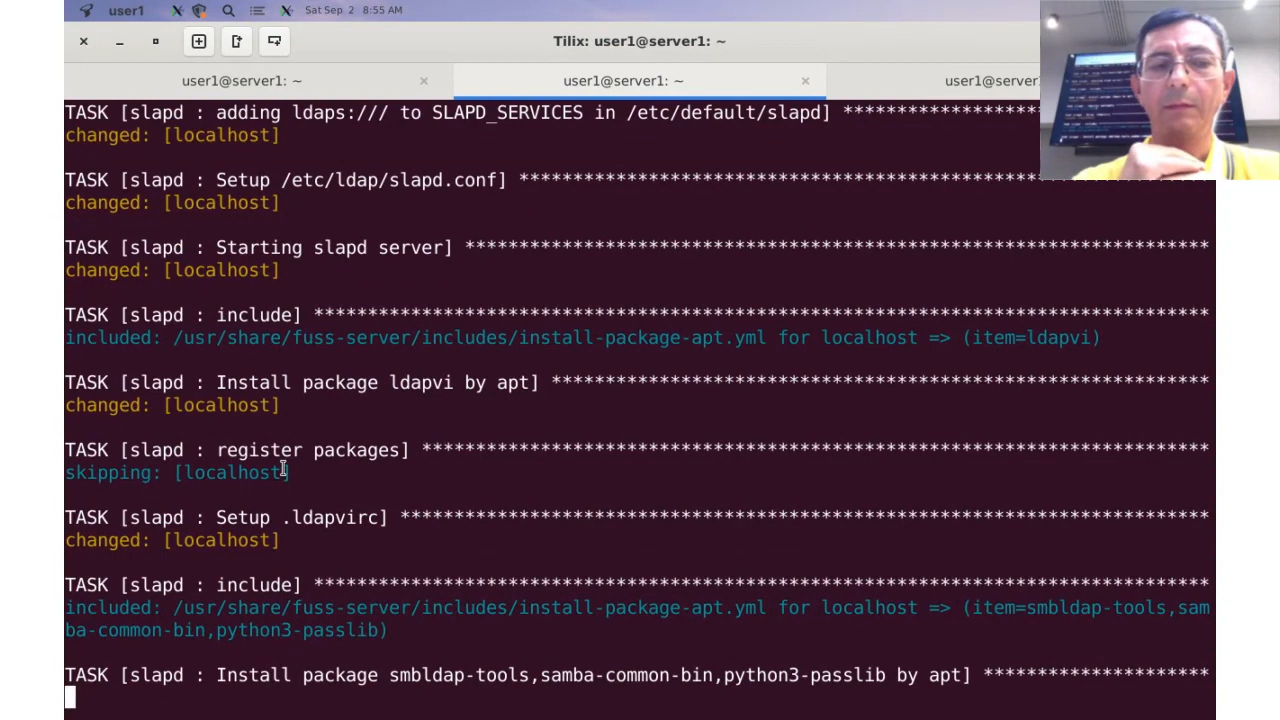 user1 Sat Sep 2 8:55 AM
Tilix: user1@server1: ~
user1@server1: ~ × user1@server1: ~ × user1@server1
TASK [slapd : adding ldaps:/// to SLAPD_SERVICES in /etc/default/slapd] ******************
changed: [localhost]
TASK [slapd : Setup /etc/ldap/slapd.conf] ************************************************
changed: [localhost]
TASK [slapd : Starting slapd server] *********************************************************************
changed: [localhost]
TASK [slapd : include] ***********************************************************************************
included: /usr/share/fuss-server/includes/install-package-apt.yml for localhost => (item=ldapvi)
TASK [slapd : Install package ldapvi by apt] *************************************************************
changed: [localhost]
TASK [slapd : register packages] *************************************************************************
skipping: [localhost]
TASK [slapd : Setup .ldapvirc] ***************************************************************************
changed: [localhost]
TASK [slapd : include] ***********************************************************************************
included: /usr/share/fuss-server/includes/install-package-apt.yml for localhost => (item=smbldap-tools,sam
ba-common-bin,python3-passlib)
TASK [slapd : Install package smbldap-tools,samba-common-bin,python3-passlib by apt] *********************